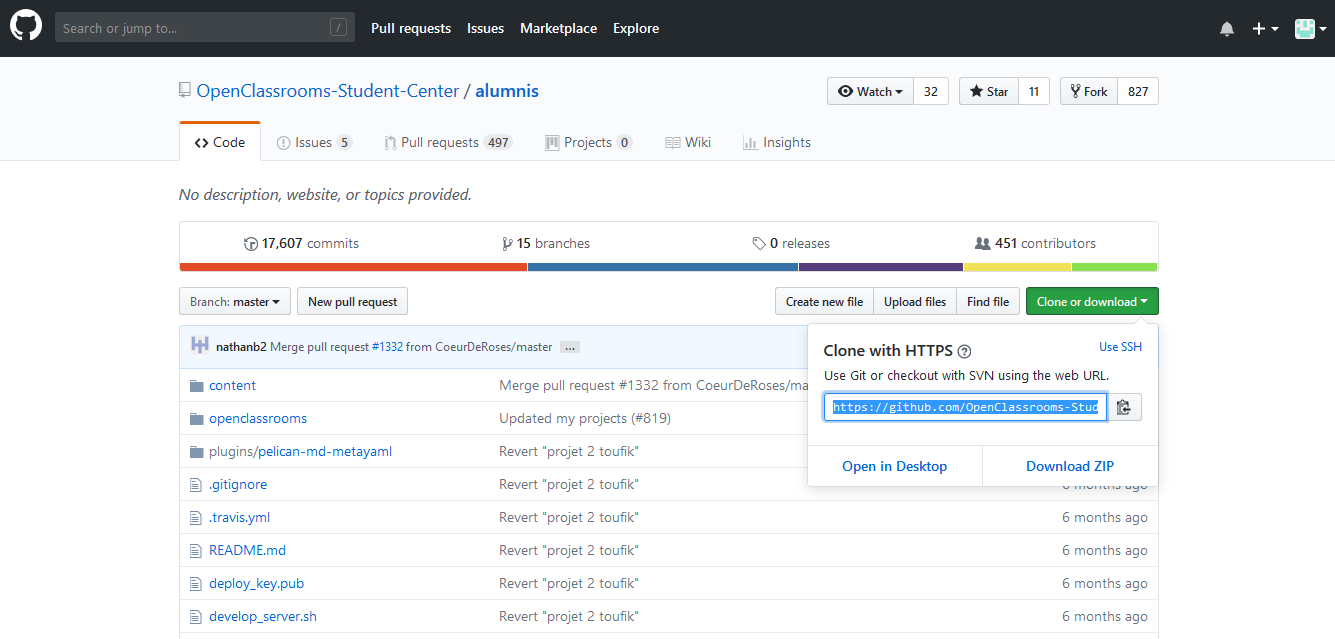 Search or jump to... / Pull requests Issues Marketplace Explore
OpenClassrooms-Student-Center / alumnis Watch 32 Star 11 Fork 827
Code Issues 5 Pull requests 497 Projects 0 Wiki Insights
No description, website, or topics provided.
17,607 commits 15 branches 0 releases 451 contributors
Branch: master New pull request Create new file Upload files Find file Clone or download
nathanb2 Merge pull request #1332 from CoeurDeRoses/master ...
Clone with HTTPS ? Use SSH
Use Git or checkout with SVN using the web URL.
https://github.com/OpenClassrooms-Stud
Open in Desktop Download ZIP
content Merge pull request #1332 from CoeurDeRoses/ma
openclassrooms Updated my projects (#819)
plugins/pelican-md-metayaml Revert "projet 2 toufik"
.gitignore Revert "projet 2 toufik" 6 months ago
.travis.yml Revert "projet 2 toufik" 6 months ago
README.md Revert "projet 2 toufik" 6 months ago
deploy_key.pub Revert "projet 2 toufik" 6 months ago
develop_server.sh Revert "projet 2 toufik" 6 months ago